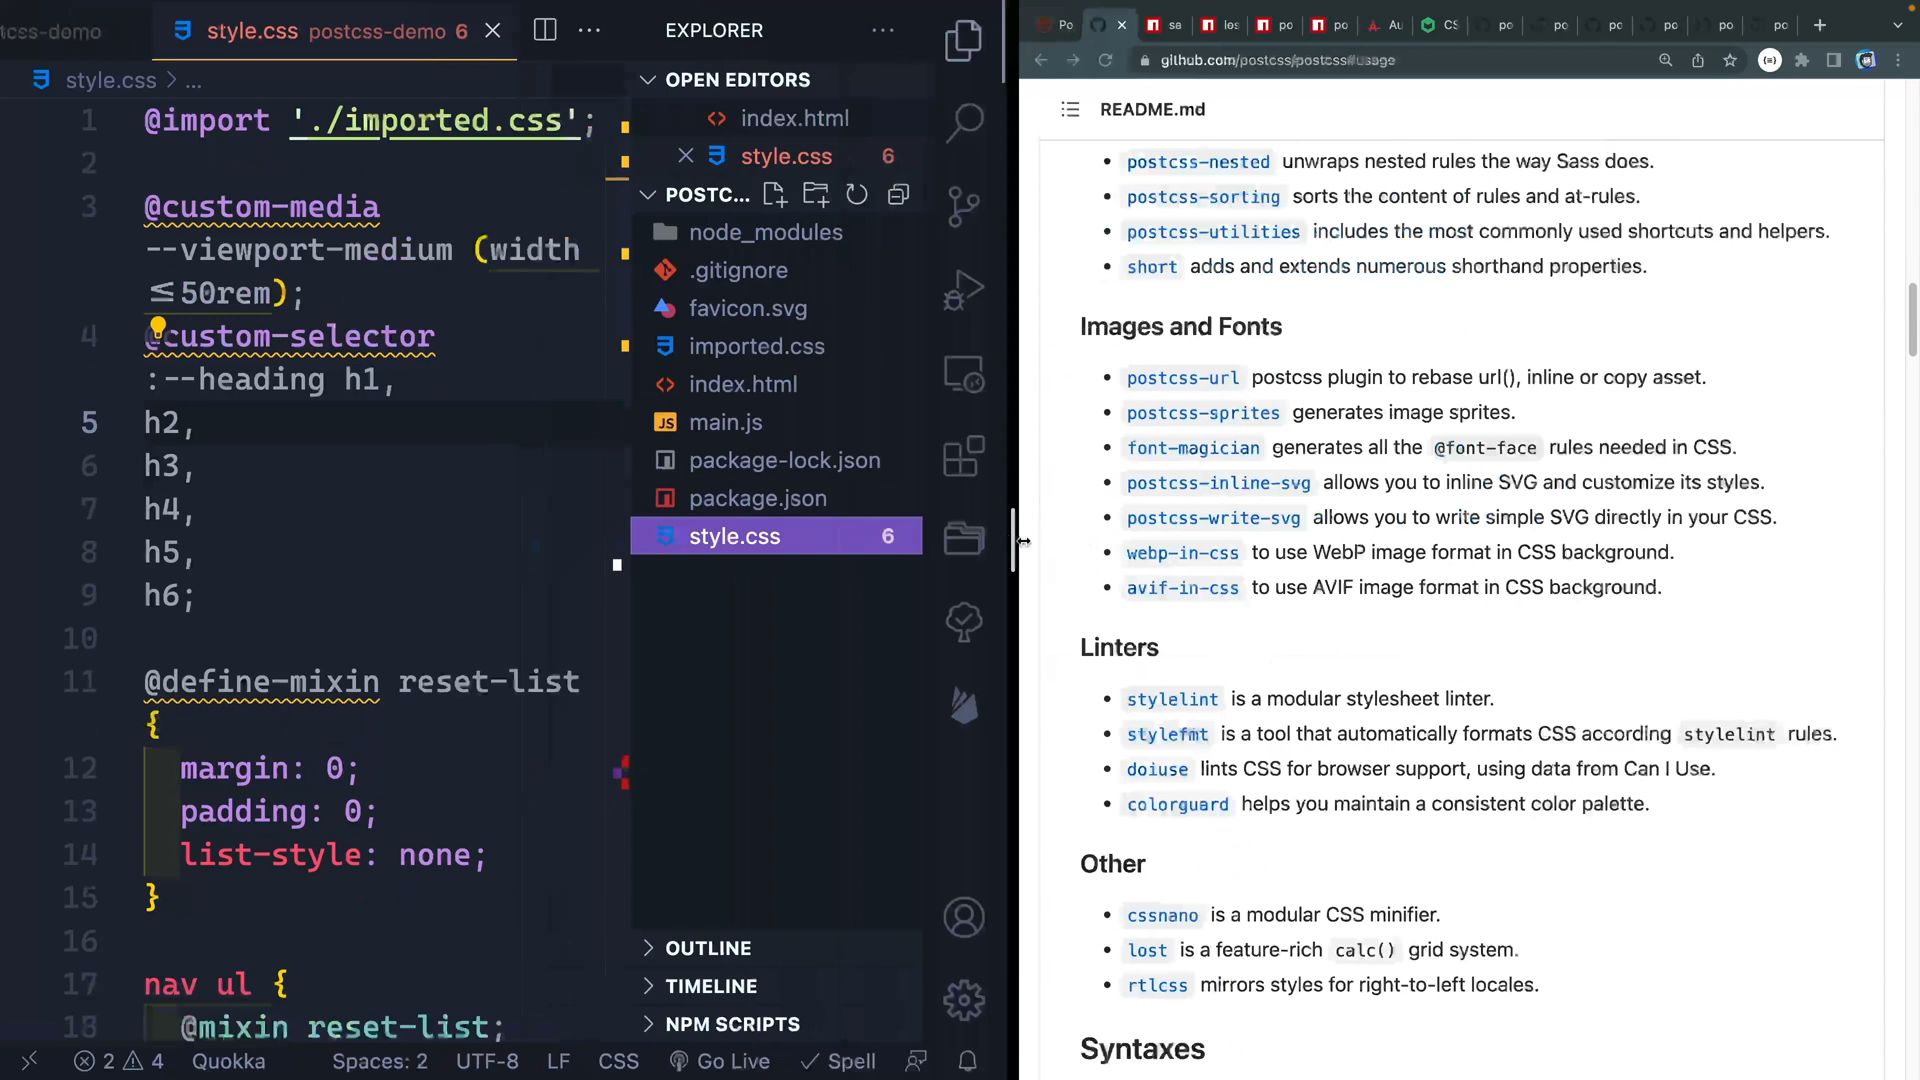 tcss-demo
style.css postcss-demo 6
style.css > ...
1 @import './imported.css';
2
3 @custom-media
--viewport-medium (width
≤50rem);
4 @custom-selector
:--heading h1,
5 h2,
6 h3,
7 h4,
8 h5,
9 h6;
10
11 @define-mixin reset-list
{
12 margin: 0;
13 padding: 0;
14 list-style: none;
15 }
16
17 nav ul {
18 @mixin reset-list;
2 4 Quokka Spaces: 2 UTF-8 LF CSS Go Live Spell
EXPLORER
OPEN EDITORS
index.html
style.css 6
POSTC...
node_modules
.gitignore
favicon.svg
imported.css
index.html
JS main.js
package-lock.json
package.json
style.css 6
OUTLINE
TIMELINE
NPM SCRIPTS
Po sa les po po Au CS po po po po po po
github.com/postcss/postcss#usage
README.md
postcss-nested unwraps nested rules the way Sass does.
postcss-sorting sorts the content of rules and at-rules.
postcss-utilities includes the most commonly used shortcuts and helpers.
short adds and extends numerous shorthand properties.
Images and Fonts
postcss-url postcss plugin to rebase url(), inline or copy asset.
postcss-sprites generates image sprites.
font-magician generates all the @font-face rules needed in CSS.
postcss-inline-svg allows you to inline SVG and customize its styles.
postcss-write-svg allows you to write simple SVG directly in your CSS.
webp-in-css to use WebP image format in CSS background.
avif-in-css to use AVIF image format in CSS background.
Linters
stylelint is a modular stylesheet linter.
stylefmt is a tool that automatically formats CSS according stylelint rules.
doiuse lints CSS for browser support, using data from Can I Use.
colorguard helps you maintain a consistent color palette.
Other
cssnano is a modular CSS minifier.
lost is a feature-rich calc() grid system.
rtlcss mirrors styles for right-to-left locales.
Syntaxes